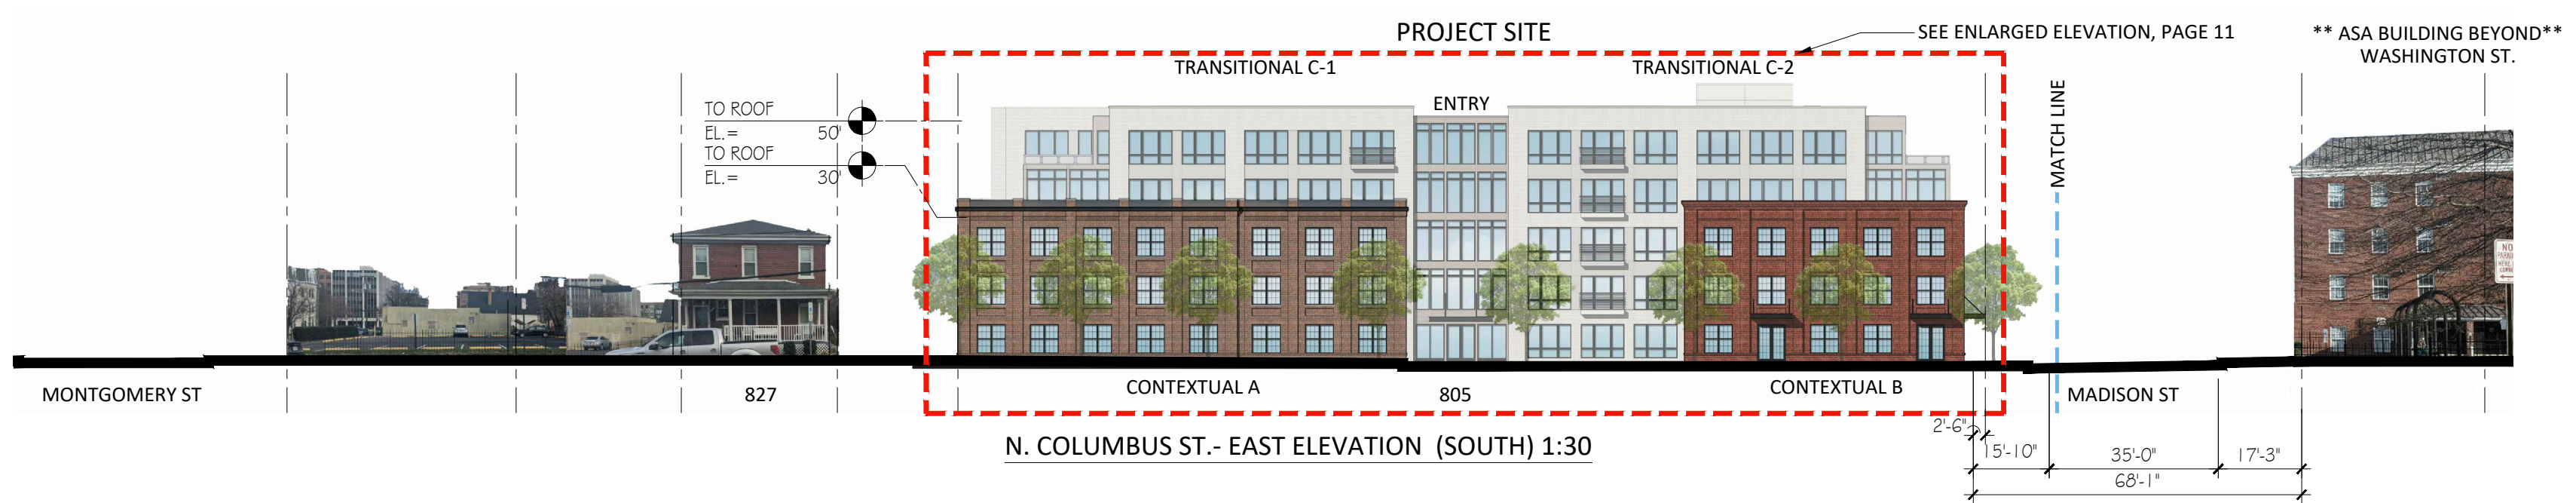 PROJECT SITE
SEE ENLARGED ELEVATION, PAGE 11
** ASA BUILDING BEYOND**
WASHINGTON ST.
TRANSITIONAL C-1
TRANSITIONAL C-2
TO ROOF
EL.= 50'
TO ROOF
EL.= 30'
ENTRY
MATCH LINE
NO
MONTGOMERY ST
827
CONTEXTUAL A
805
CONTEXTUAL B
MADISON ST
N. COLUMBUS ST.- EAST ELEVATION (SOUTH) 1:30
2'-6"
15'-10"
35'-0"
17'-3"
68'-1"